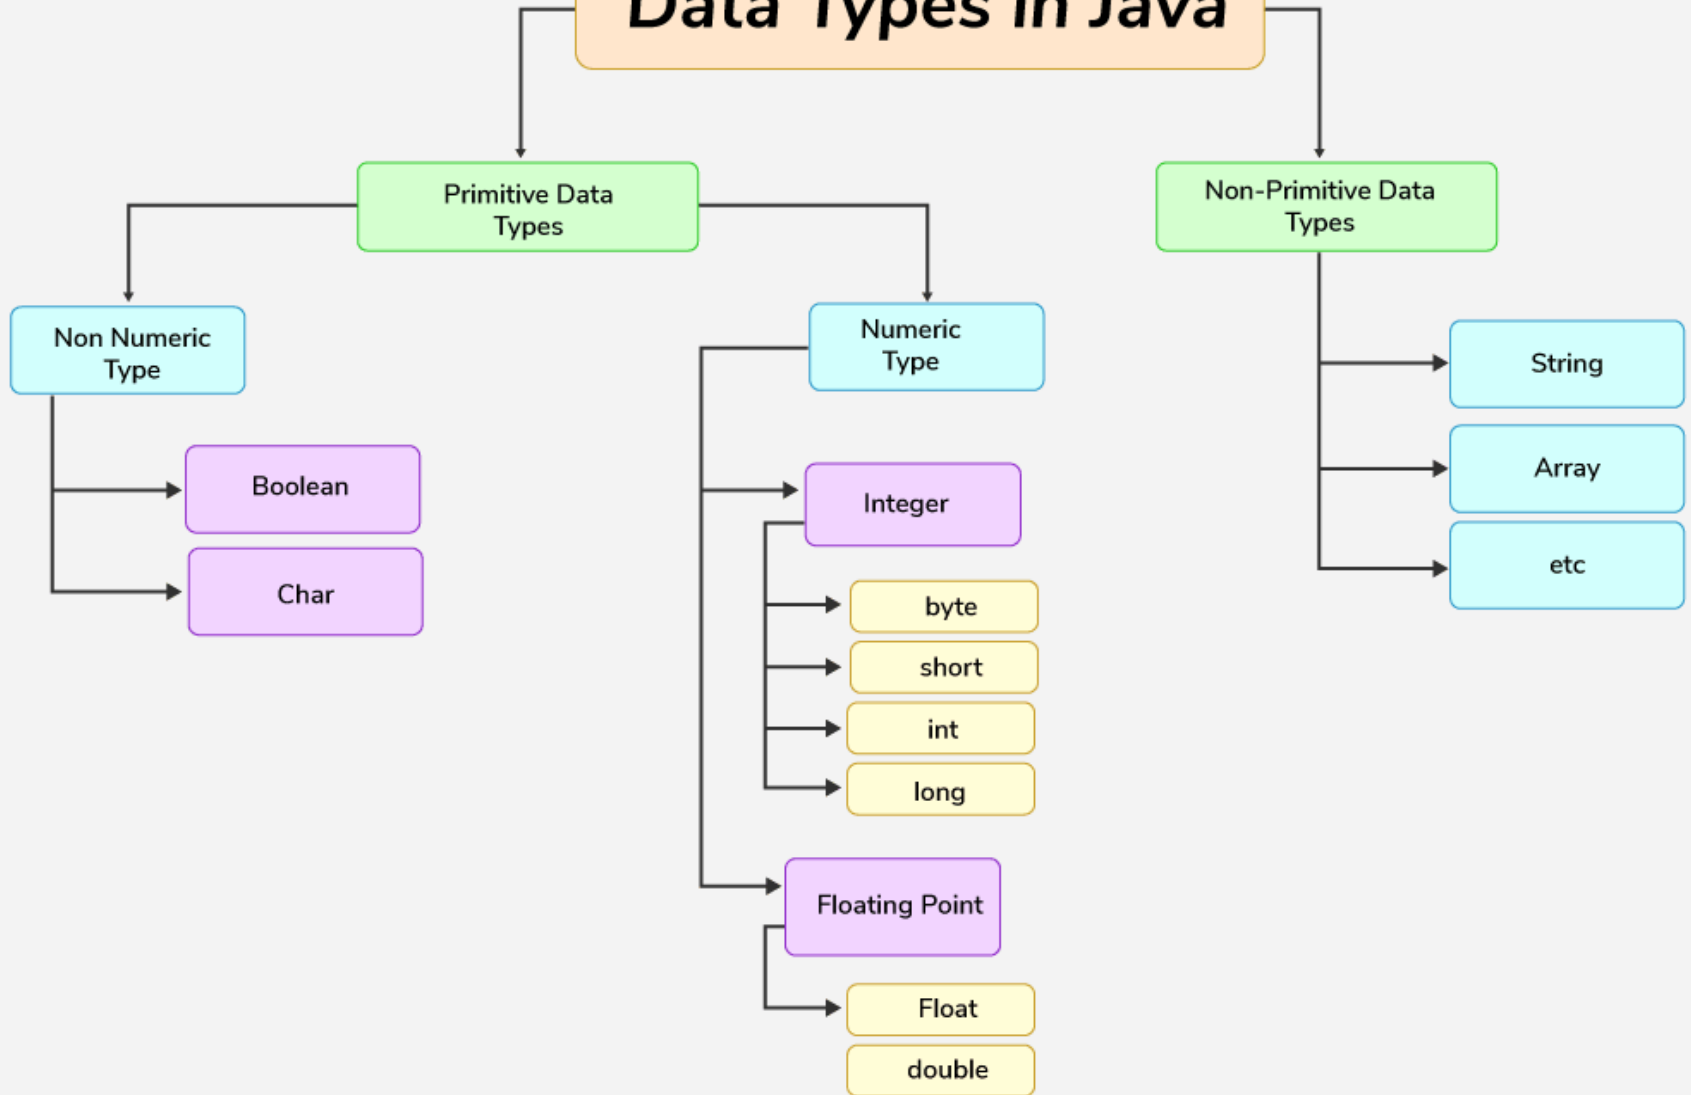 Data Types in Java
Primitive Data
Types
Non-Primitive Data
Types
Non Numeric
Type
Numeric
Type
String
Array
etc
Boolean
Char
Integer
byte
short
int
long
Floating Point
Float
double